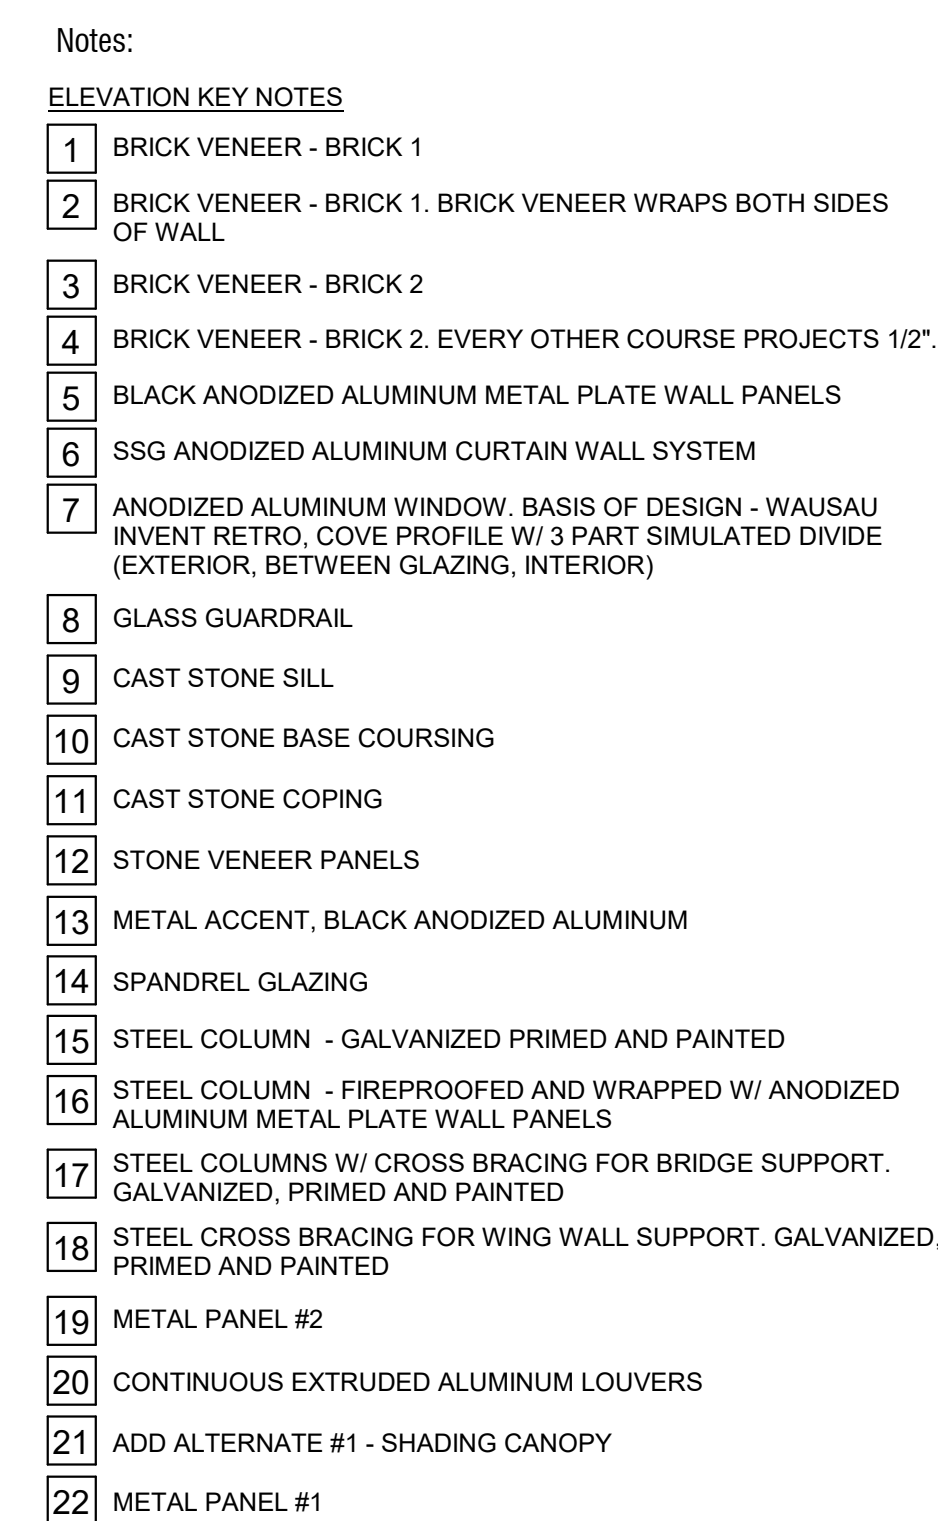 Notes:
ELEVATION KEY NOTES
1 BRICK VENEER - BRICK 1
2 BRICK VENEER - BRICK 1. BRICK VENEER WRAPS BOTH SIDES
OF WALL
3 BRICK VENEER - BRICK 2
4 BRICK VENEER - BRICK 2. EVERY OTHER COURSE PROJECTS 1/2".
5 BLACK ANODIZED ALUMINUM METAL PLATE WALL PANELS
6 SSG ANODIZED ALUMINUM CURTAIN WALL SYSTEM
7 ANODIZED ALUMINUM WINDOW. BASIS OF DESIGN - WAUSAU
INVENT RETRO, COVE PROFILE W/ 3 PART SIMULATED DIVIDE
(EXTERIOR, BETWEEN GLAZING, INTERIOR)
8 GLASS GUARDRAIL
9 CAST STONE SILL
10 CAST STONE BASE COURSING
11 CAST STONE COPING
12 STONE VENEER PANELS
13 METAL ACCENT, BLACK ANODIZED ALUMINUM
14 SPANDREL GLAZING
15 STEEL COLUMN  - GALVANIZED PRIMED AND PAINTED
16 STEEL COLUMN  - FIREPROOFED AND WRAPPED W/ ANODIZED
ALUMINUM METAL PLATE WALL PANELS
17 STEEL COLUMNS W/ CROSS BRACING FOR BRIDGE SUPPORT.
GALVANIZED, PRIMED AND PAINTED
18 STEEL CROSS BRACING FOR WING WALL SUPPORT. GALVANIZED,
PRIMED AND PAINTED
19 METAL PANEL #2
20 CONTINUOUS EXTRUDED ALUMINUM LOUVERS
21 ADD ALTERNATE #1 - SHADING CANOPY
22 METAL PANEL #1